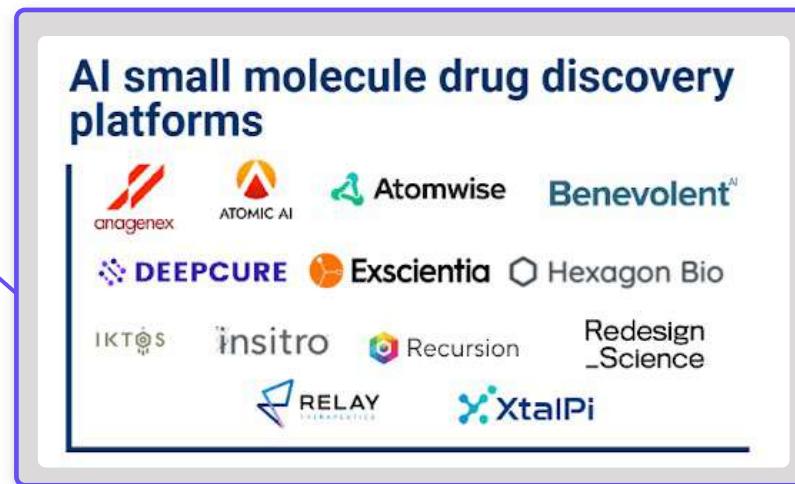 AI small molecule drug discovery
platforms
anagenex
ATOMIC AI
Atomwise
Benevolent AI
DEEPCURE
Exscientia
Hexagon Bio
IKTOS
insitro
Recursion
Redesign
_Science
RELAY
THERAPEUTICS
XtalPi